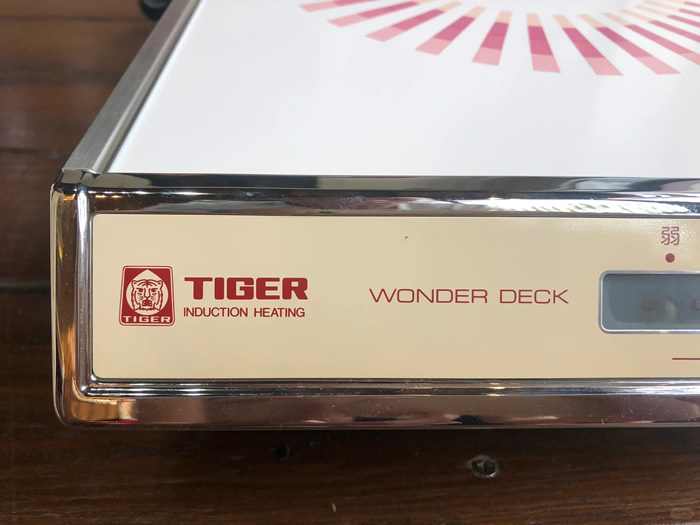 TIGER
TIGER
INDUCTION HEATING
WONDER DECK
弱